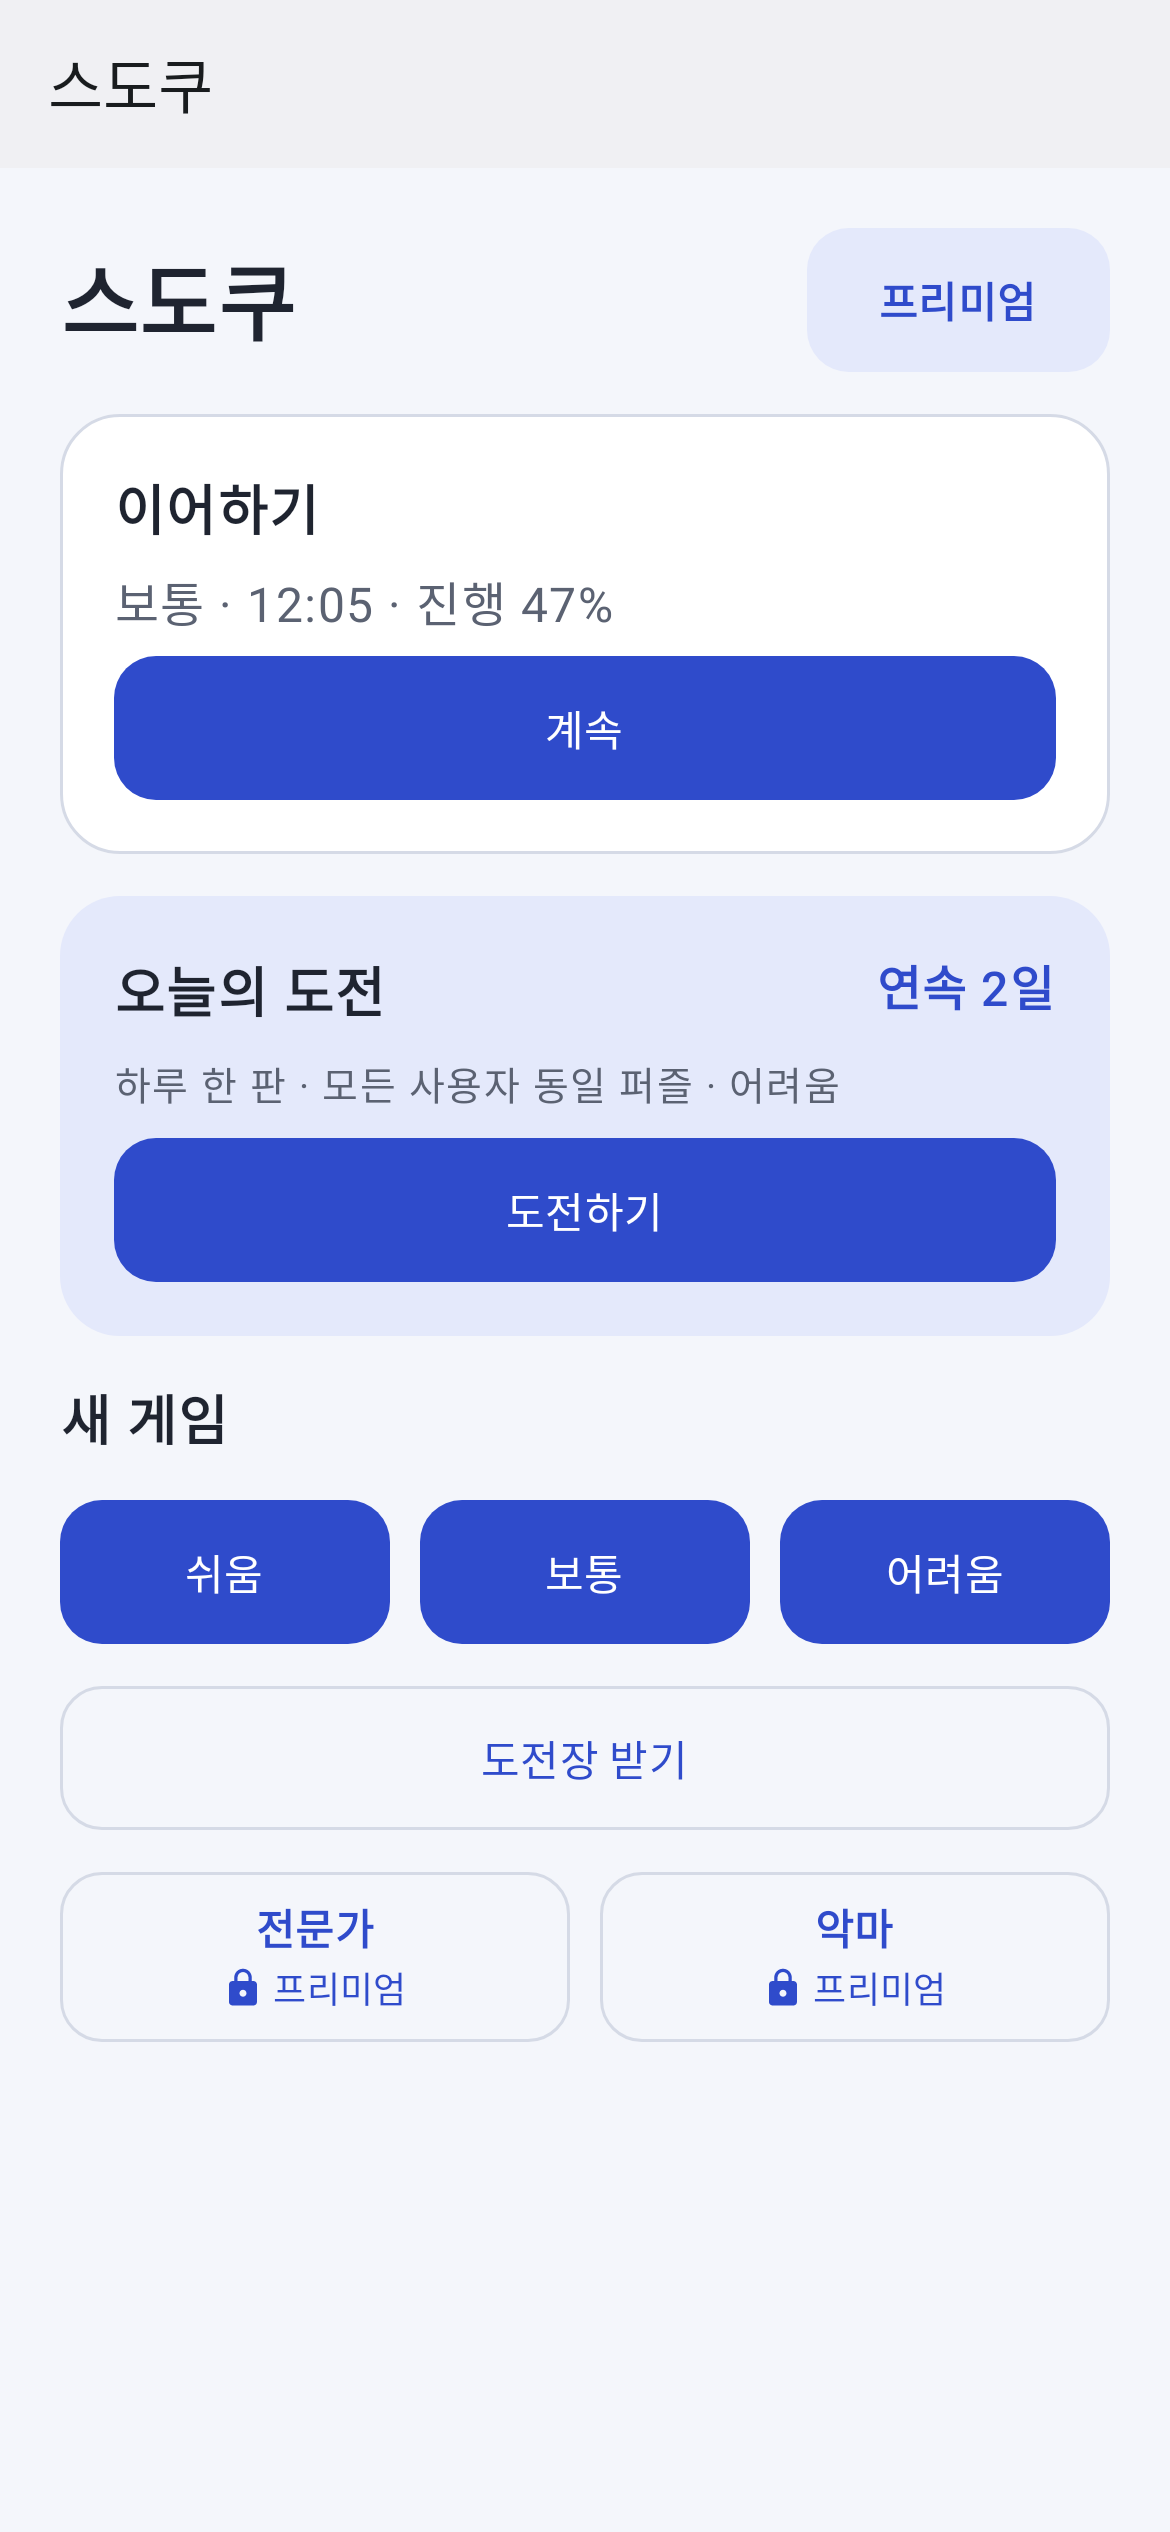 스도쿠
스도쿠
프리미엄
이어하기
보통 · 12:05 · 진행 47%
계속
오늘의 도전
연속 2일
하루 한 판 · 모든 사용자 동일 퍼즐 · 어려움
도전하기
새 게임
쉬움
보통
어려움
도전장 받기
전문가
프리미엄
악마
프리미엄